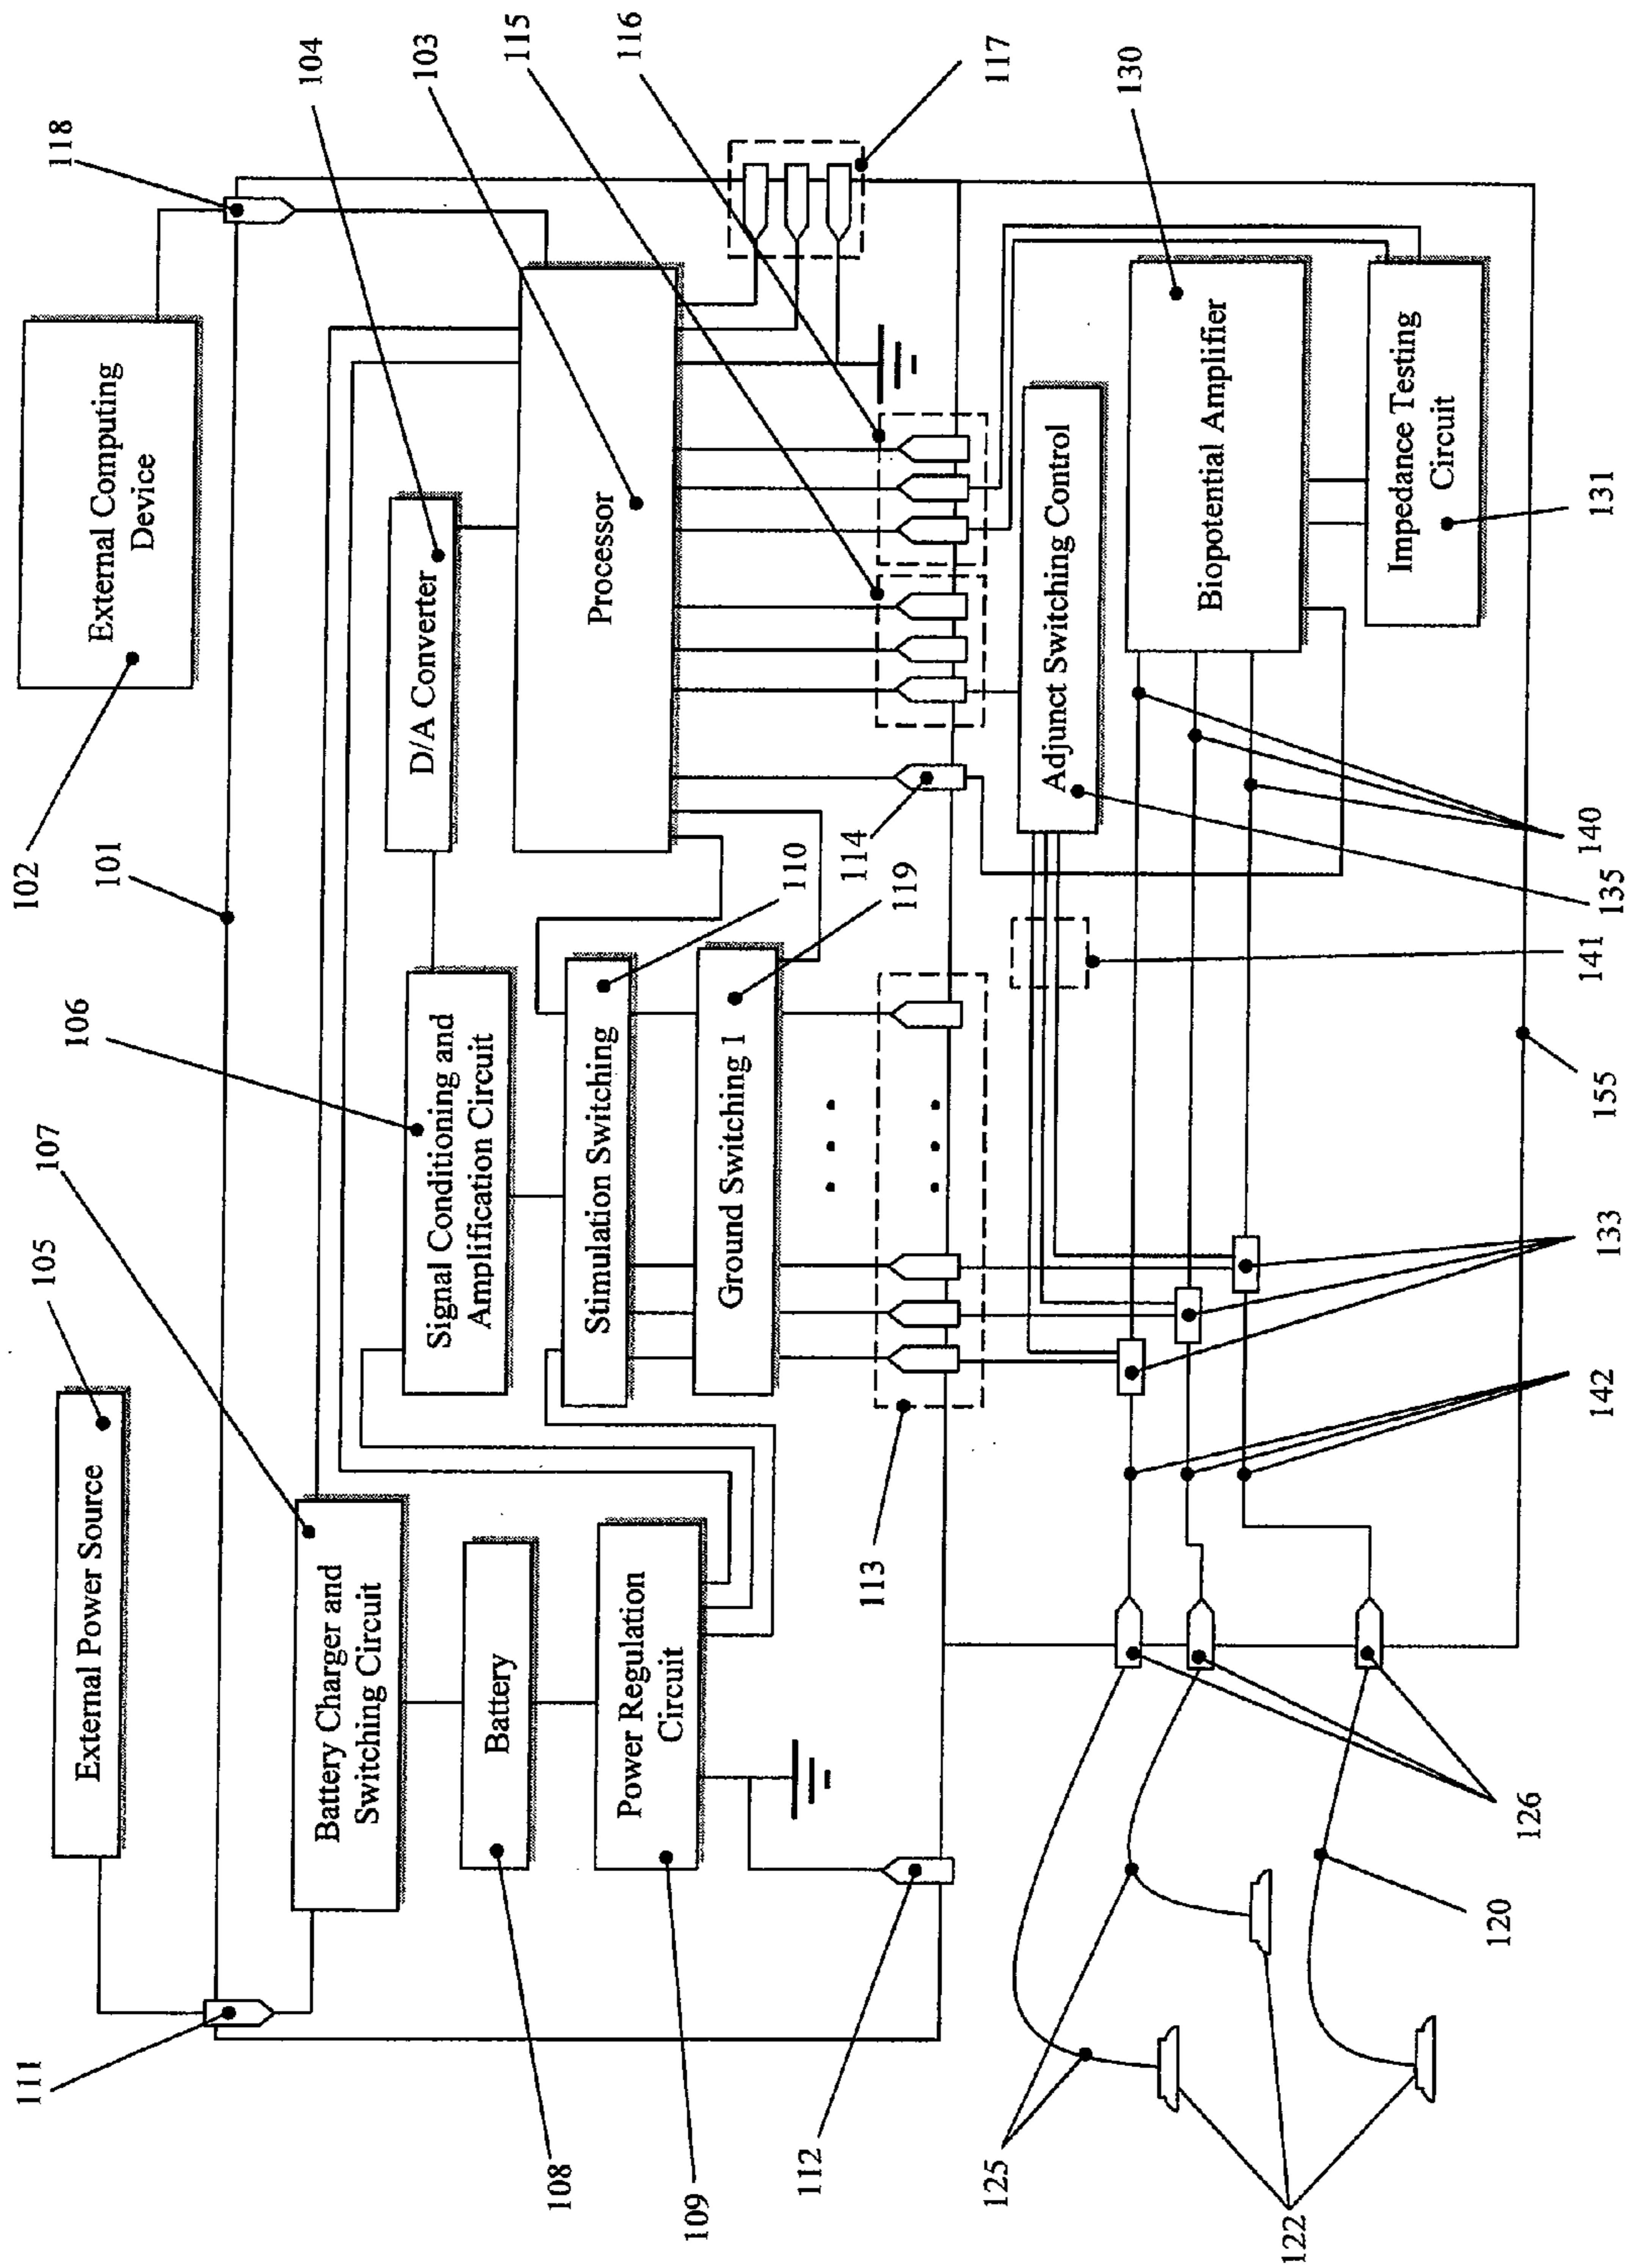 111
105
107
106
101
102
118
External Power Source
External Computing
Device
104
103
115
116
117
Battery Charger and
Switching Circuit
Signal Conditioning and
Amplification Circuit
D/A Converter
Battery
Stimulation Switching
Processor
Power Regulation
Circuit
Ground Switching 1
108
109
112
113
110
119
114
130
Adjunct Switching Control
Biopotential Amplifier
Impedance Testing
Circuit
125
122
120
126
142
133
155
141
135
140
131